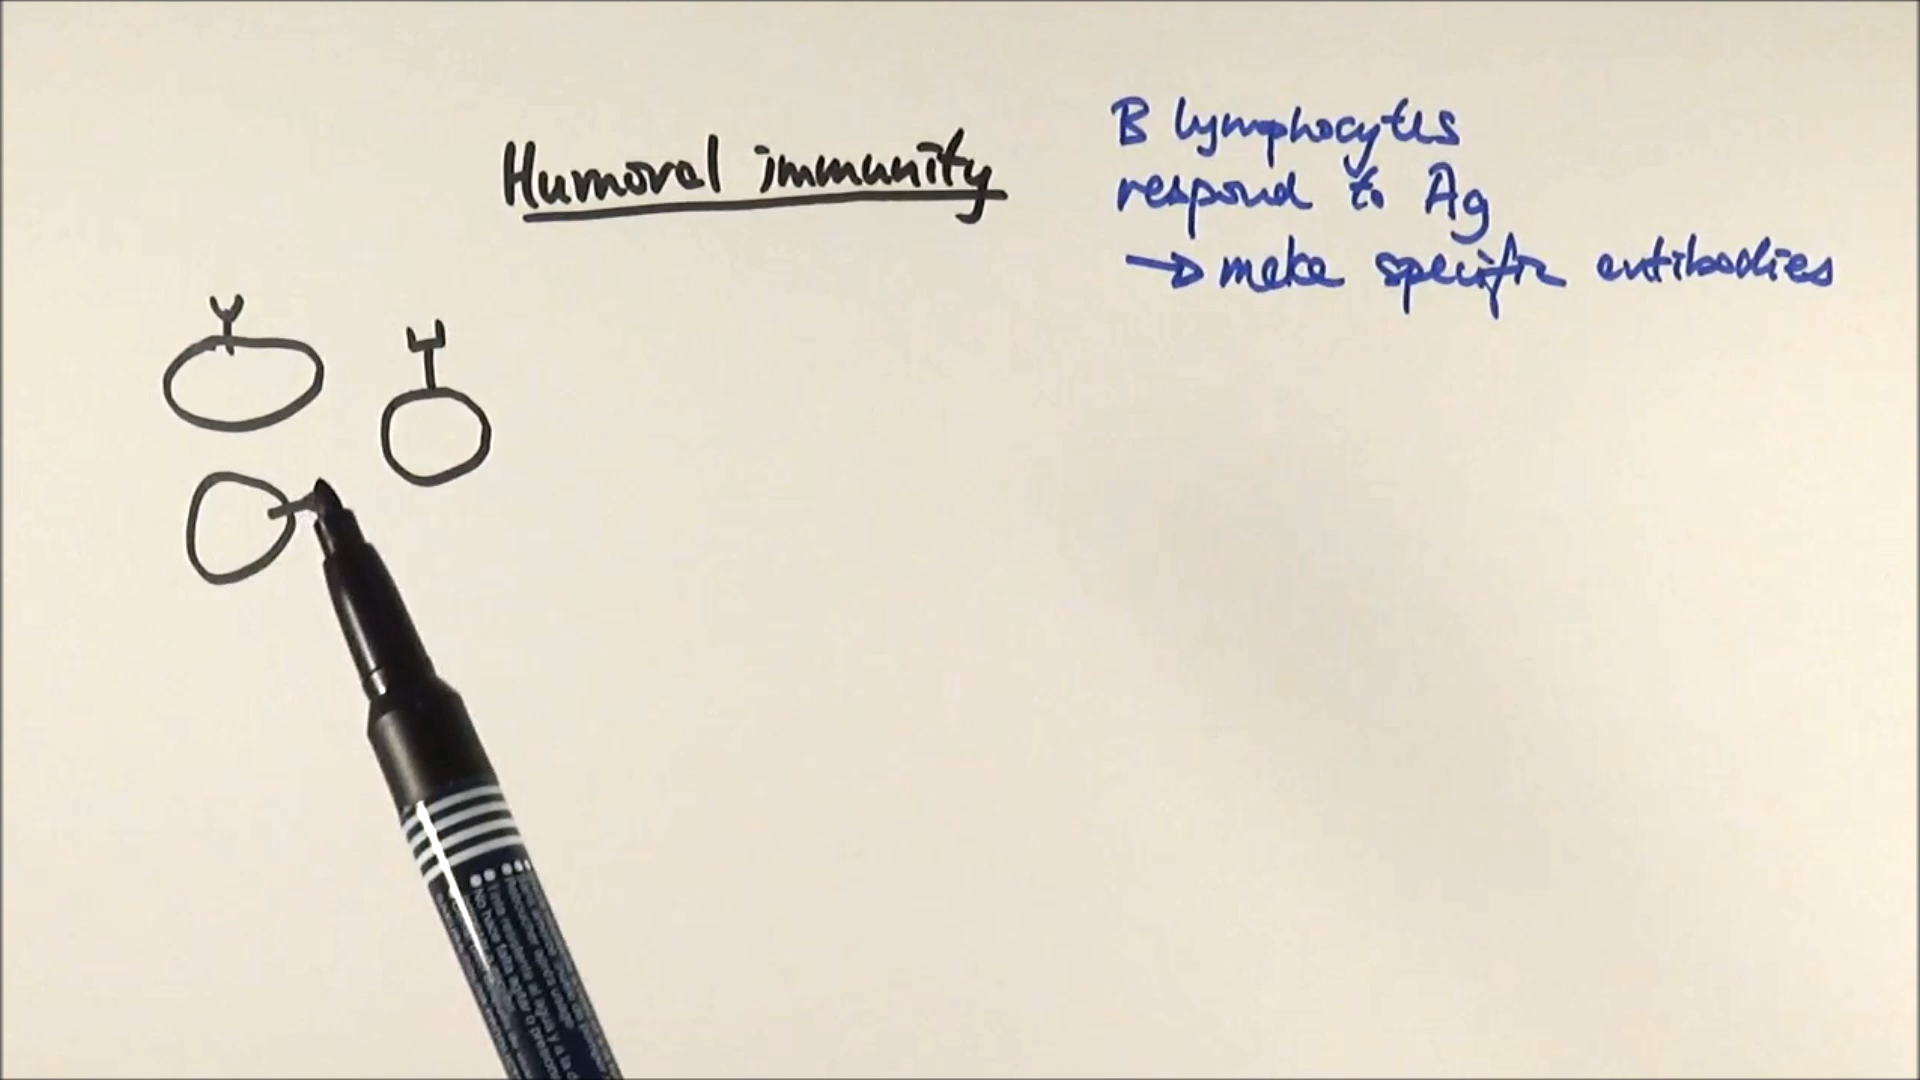 Humoral immunity
B lymphocytes
respond to Ag
→ make specific antibodies